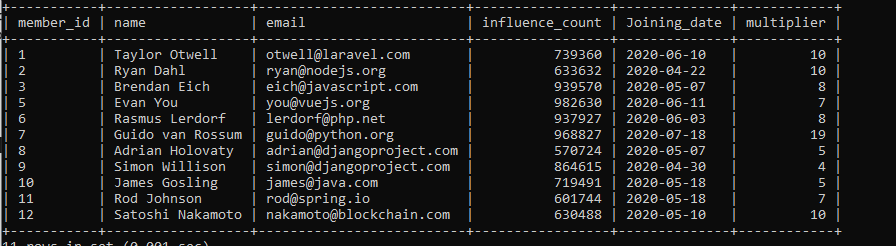 | member_id | name | email | influence_count | Joining_date | multiplier |
| 1 | Taylor Otwell | otwell@laravel.com | 739360 | 2020-06-10 | 10 |
| 2 | Ryan Dahl | ryan@nodejs.org | 633632 | 2020-04-22 | 10 |
| 3 | Brendan Eich | eich@javascript.com | 939570 | 2020-05-07 | 8 |
| 5 | Evan You | you@vuejs.org | 982630 | 2020-06-11 | 7 |
| 6 | Rasmus Lerdorf | lerdorf@php.net | 937927 | 2020-06-03 | 8 |
| 7 | Guido van Rossum | guido@python.org | 968827 | 2020-07-18 | 19 |
| 8 | Adrian Holovaty | adrian@djangoproject.com | 570724 | 2020-05-07 | 5 |
| 9 | Simon Willison | simon@djangoproject.com | 864615 | 2020-04-30 | 4 |
| 10 | James Gosling | james@java.com | 719491 | 2020-05-18 | 5 |
| 11 | Rod Johnson | rod@spring.io | 601744 | 2020-05-18 | 7 |
| 12 | Satoshi Nakamoto | nakamoto@blockchain.com | 630488 | 2020-05-10 | 10 |
11 rows in set (0.001 sec)